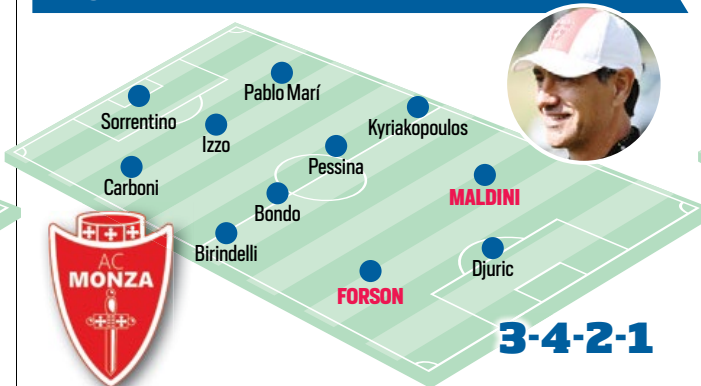 Pablo Marí
Sorrentino
Kyriakopoulos
Izzo
Pessina
Carboni
MALDINI
Bondo
Birindelli
Djuric
FORSON
AC
MONZA
3-4-2-1